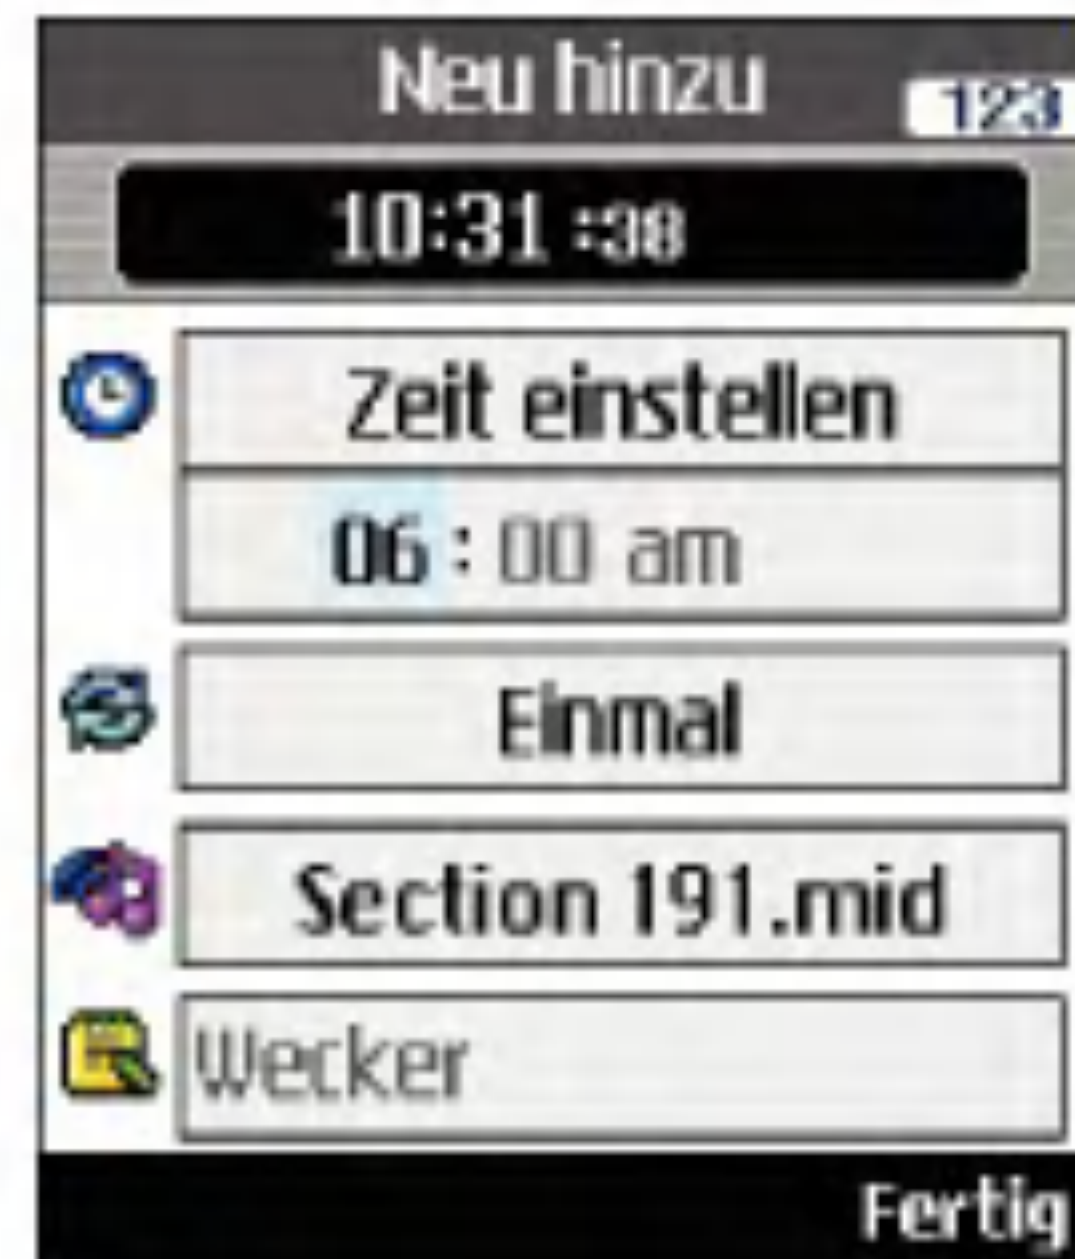 Neu hinzu
123
10:31:38
Zeit einstellen
06 : 00 am
Einmal
Section 191.mid
Wecker
Fertig